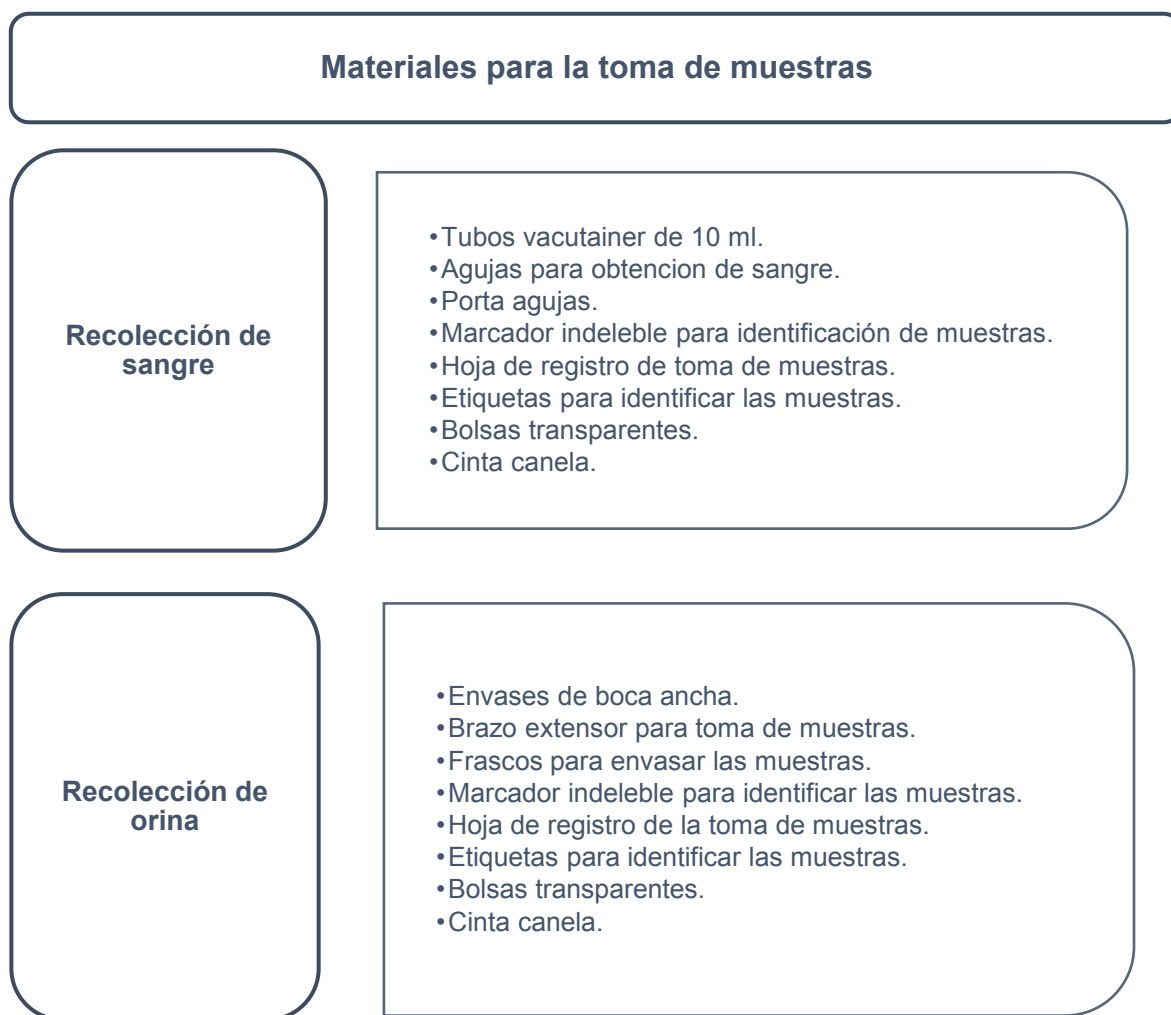 Materiales para la toma de muestras
Recolección de
sangre
•Tubos vacutainer de 10 ml.
•Agujas para obtencion de sangre.
•Porta agujas.
•Marcador indeleble para identificación de muestras.
•Hoja de registro de toma de muestras.
•Etiquetas para identificar las muestras.
•Bolsas transparentes.
•Cinta canela.
Recolección de
orina
•Envases de boca ancha.
•Brazo extensor para toma de muestras.
•Frascos para envasar las muestras.
•Marcador indeleble para identificar las muestras.
•Hoja de registro de la toma de muestras.
•Etiquetas para identificar las muestras.
•Bolsas transparentes.
•Cinta canela.